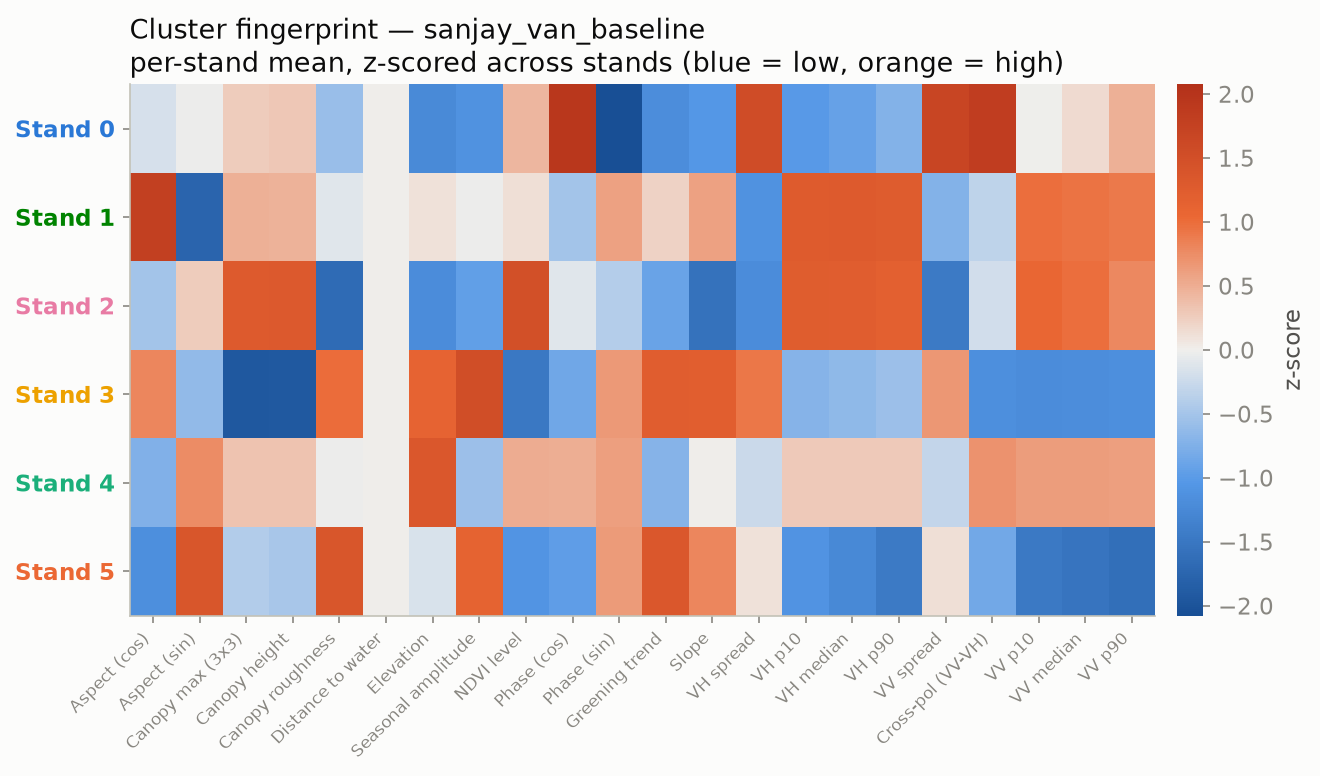 Cluster fingerprint — sanjay_van_baseline
per-stand mean, z-scored across stands (blue = low, orange = high)
Stand 0
Stand 1
Stand 2
Stand 3
Stand 4
Stand 5
Aspect (cos)
Aspect (sin)
Canopy max (3x3)
Canopy height
Canopy roughness
Distance to water
Elevation
Seasonal amplitude
NDVI level
Phase (cos)
Phase (sin)
Greening trend
Slope
VH spread
VH p10
VH median
VH p90
VV spread
Cross-pol (VV-VH)
VV p10
VV median
VV p90
2.0
1.5
1.0
0.5
0.0
−0.5
−1.0
−1.5
−2.0
z-score